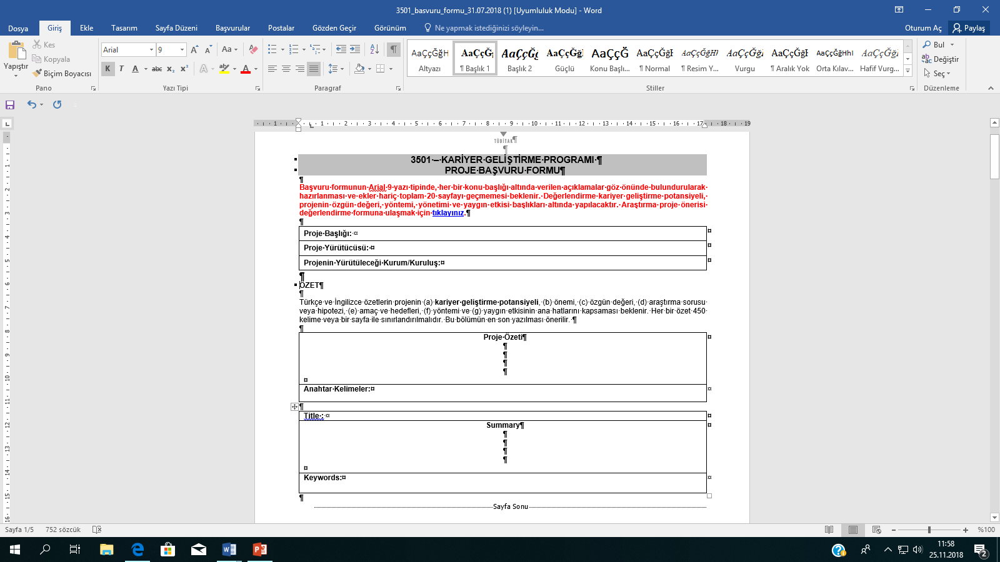 3501_basvuru_formu_31.07.2018 (1) [Uyumluluk Modu] - Word
Dosya Giriş Ekle Tasarım Sayfa Düzeni Başvurular Postalar Gözden Geçir Görünüm Ne yapmak istediğinizi söyleyin... Oturum Aç Paylaş
Yapıştır
Kes
Kopyala
Biçim Boyacısı
Pano
Arial 9
K T A abc x₂ x²
Yazı Tipi
Paragraf
AaÇçĞğH AaÇçĞğ AaÇçĞğ AaÇçĞğI AaÇçĞ AaÇçĞğI AaÇçĞğHI AaÇçĞğI AaÇçĞğI AaÇçĞğHhI AaÇçĞğI
Altyazı ¶ Başlık 1 Başlık 2 Güçlü Konu Başlı... ¶ Normal ¶ Resim Y... Vurgu ¶ Aralık Yok Orta Kılav... Hafif Vurg...
Stiller
Bul
Değiştir
Seç
Düzenleme
1 1 2 3 4 5 6 7 8 9 10 11 12 13 14 15 16 17 18 19
TÜBİTAK¶
¶
3501·–·KARİYER·GELİŞTİRME·PROGRAMI·¶
PROJE·BAŞVURU·FORMU¶
¶
Başvuru·formunun·Arial·9·yazı·tipinde,·her·bir·konu·başlığı·altında·verilen·açıklamalar·göz·önünde·bulundurularak·
hazırlanması·ve·ekler·hariç·toplam·20·sayfayı·geçmemesi·beklenir.·Değerlendirme·kariyer·geliştirme·potansiyeli,·
projenin·özgün·değeri,·yöntemi,·yönetimi·ve·yaygın·etkisi·başlıkları·altında·yapılacaktır.·Araştırma·proje·önerisi·
değerlendirme·formuna·ulaşmak·için·tıklayınız.¶
¶
Proje·Başlığı:·¤
Proje·Yürütücüsü:·¤
Projenin·Yürütüleceği·Kurum/Kuruluş:¤
¶
ÖZET¶
¶
Türkçe·ve·İngilizce·özetlerin·projenin·(a)·kariyer·geliştirme·potansiyeli,·(b)·önemi,·(c)·özgün·değeri,·(d)·araştırma·sorusu·
veya·hipotezi,·(e)·amaç·ve·hedefleri,·(f)·yöntemi·ve·(g)·yaygın·etkisinin·ana·hatlarını·kapsaması·beklenir.·Her·bir·özet·450·
kelime·veya·bir·sayfa·ile·sınırlandırılmalıdır.·Bu·bölümün·en·son·yazılması·önerilir.·¶
¶
Proje·Özeti¶
¶
¶
¶
¶
¤
Anahtar·Kelimeler:¤
¶
Title·:·¤
Summary¶
¶
¶
¶
¶
¤
Keywords:¤
¶
Sayfa Sonu
Sayfa 1/5 752 sözcük %100
11:58
25.11.2018
2